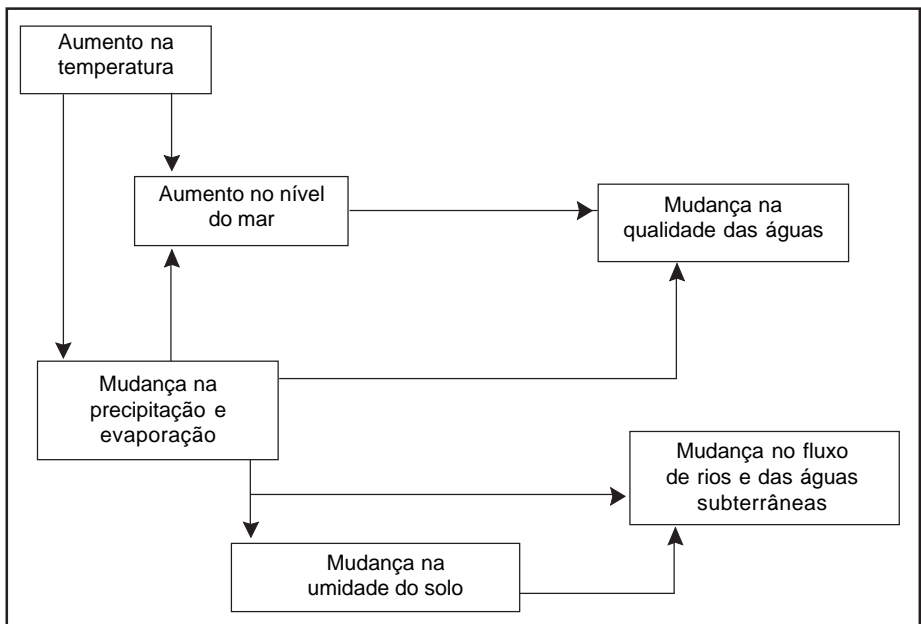 Aumento na
temperatura
Aumento no nível
do mar
Mudança na
qualidade das águas
Mudança na
precipitação e
evaporação
Mudança no fluxo
de rios e das águas
subterrâneas
Mudança na
umidade do solo